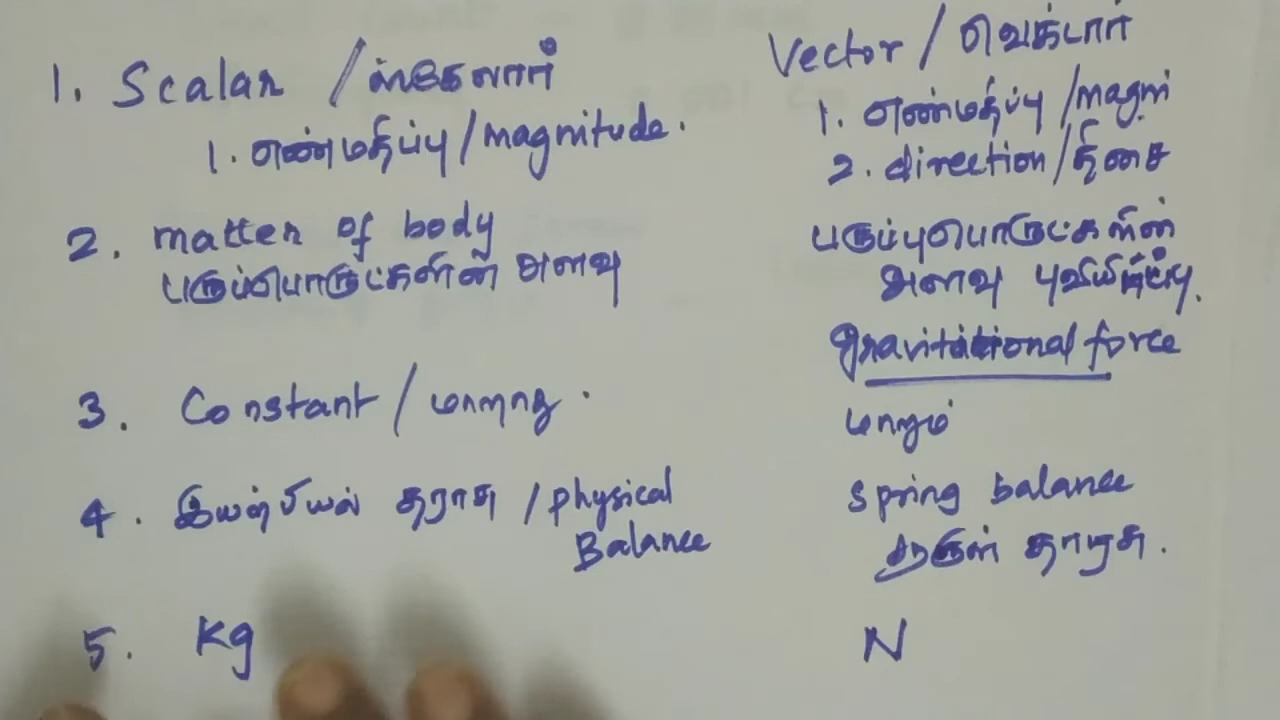 1. Scalar / ஸ்கேலார்
1. எண்மதிப்பு / magnitude.
2. matter of body
பருப்பொருட்களின் அளவு
3. Constant / மாறாது.
4. இயற்பியல் தராசு / Physical
Balance
5. Kg
Vector / வெக்டார்
1. எண்மதிப்பு / magni
2. direction / திசை
பருப்பு பொருட்களின்
அளவு புவியீர்ப்பு.
gravitational force
மாறும்
Spring balance
சுருள் தராசு.
N